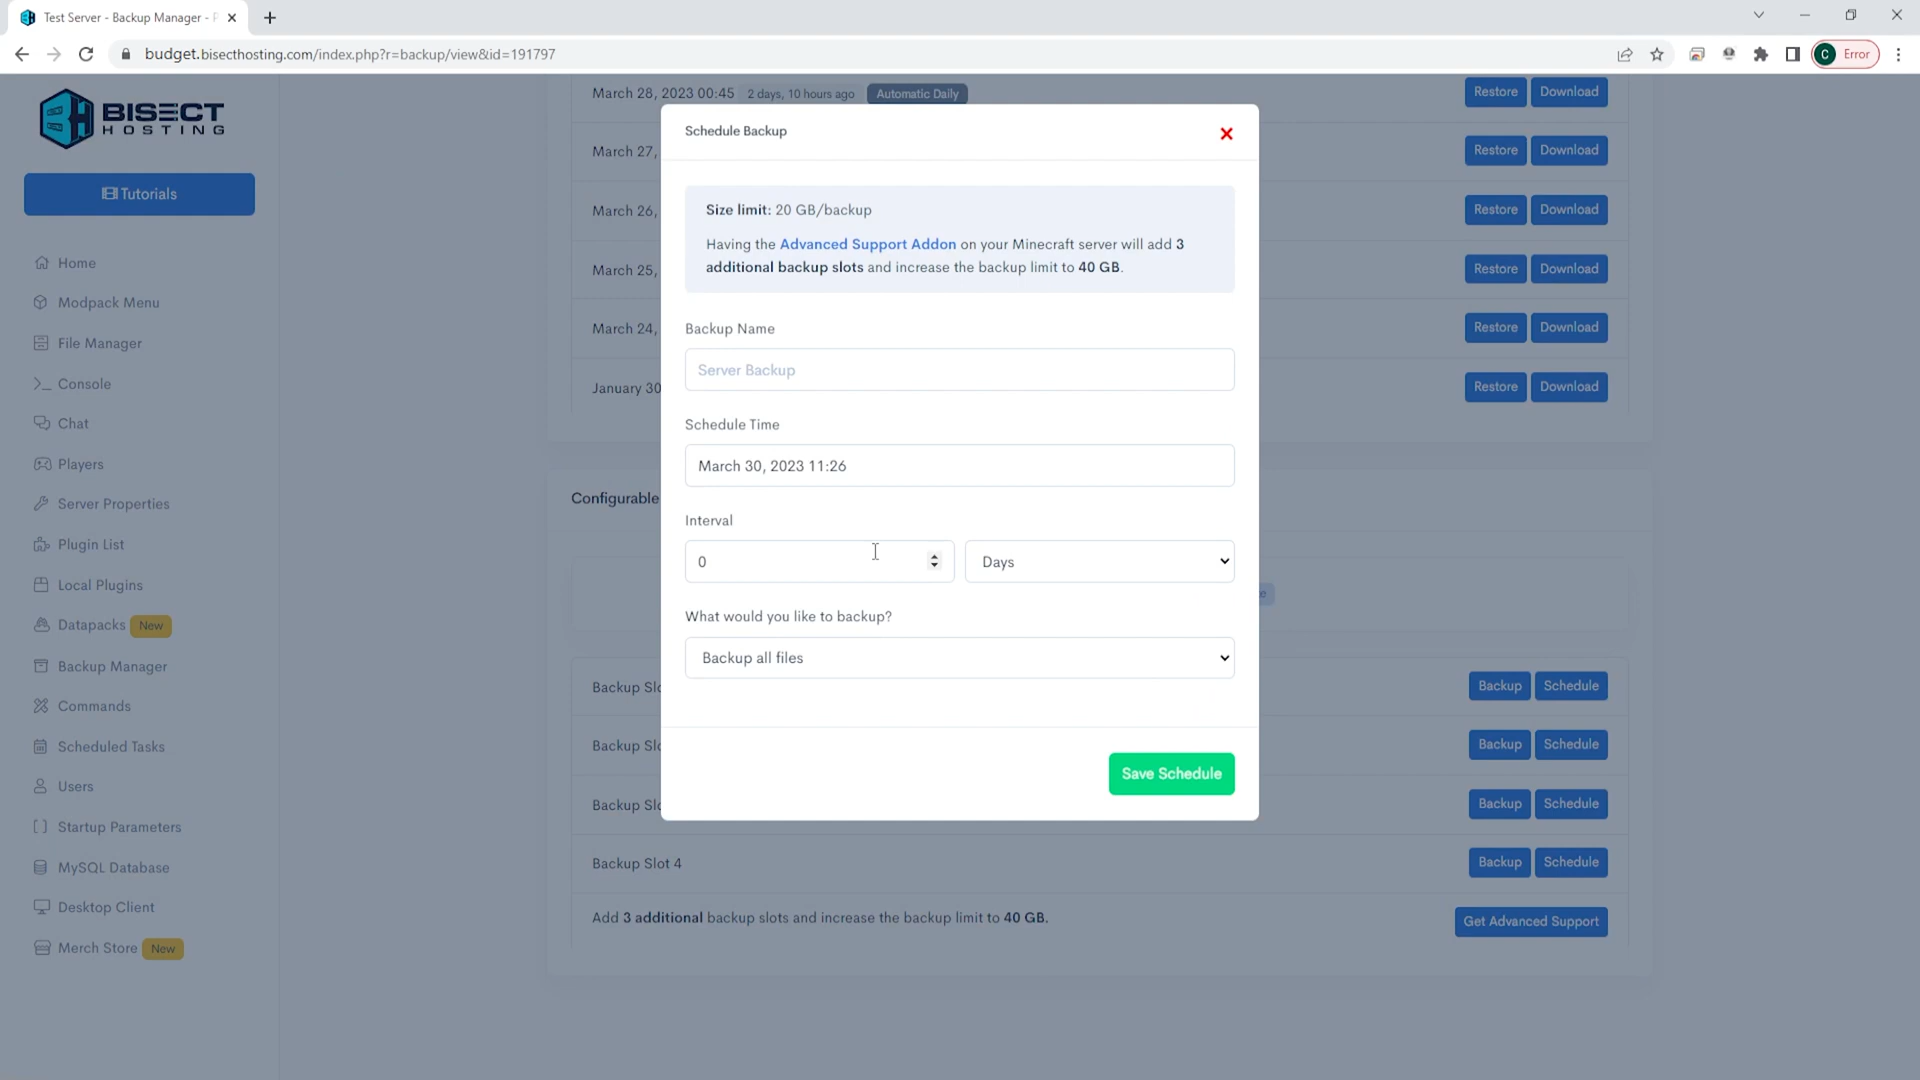 Test Server - Backup Manager -
budget.bisecthosting.com/index.php?r=backup/view&id=191797
C Error
BISECT
HOSTING
Tutorials
Home
Modpack Menu
File Manager
Console
Chat
Players
Server Properties
Plugin List
Local Plugins
Datapacks New
Backup Manager
Commands
Scheduled Tasks
Users
Startup Parameters
MySQL Database
Desktop Client
Merch Store New
March 28, 2023 00:45 2 days, 10 hours ago Automatic Daily Restore Download
March 27, Restore Download
March 26, Restore Download
March 25, Restore Download
March 24, Restore Download
January 30 Restore Download
Configurable
Backup Slo Backup Schedule
Backup Slo Backup Schedule
Backup Slo Backup Schedule
Backup Slot 4 Backup Schedule
Add 3 additional backup slots and increase the backup limit to 40 GB. Get Advanced Support
Schedule Backup
Size limit: 20 GB/backup
Having the Advanced Support Addon on your Minecraft server will add 3
additional backup slots and increase the backup limit to 40 GB.
Backup Name
Server Backup
Schedule Time
March 30, 2023 11:26
Interval
0 Days
What would you like to backup?
Backup all files
Save Schedule